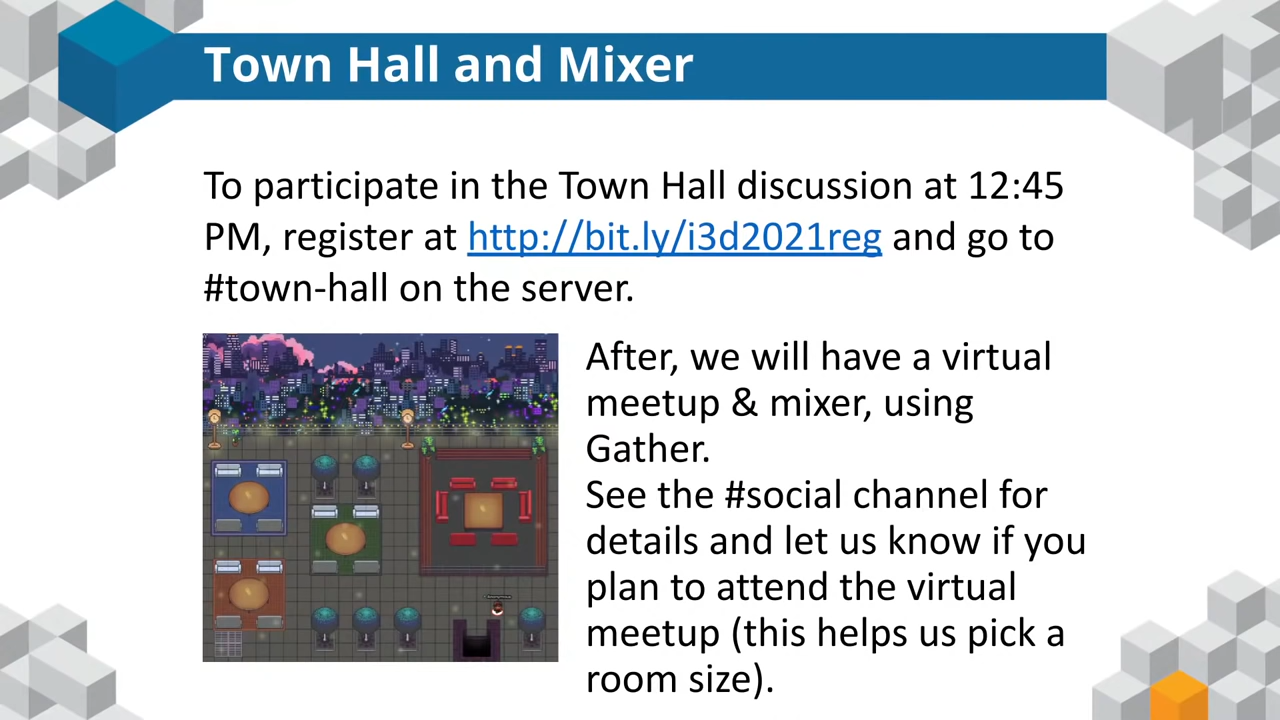 Town Hall and Mixer
To participate in the Town Hall discussion at 12:45
PM, register at http://bit.ly/i3d2021reg and go to
#town-hall on the server.
After, we will have a virtual
meetup & mixer, using
Gather.
See the #social channel for
details and let us know if you
plan to attend the virtual
meetup (this helps us pick a
room size).